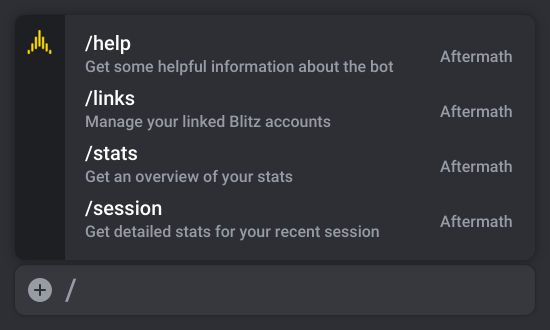 /help
Get some helpful information about the bot
Aftermath
/links
Manage your linked Blitz accounts
Aftermath
/stats
Get an overview of your stats
Aftermath
/session
Get detailed stats for your recent session
Aftermath
/